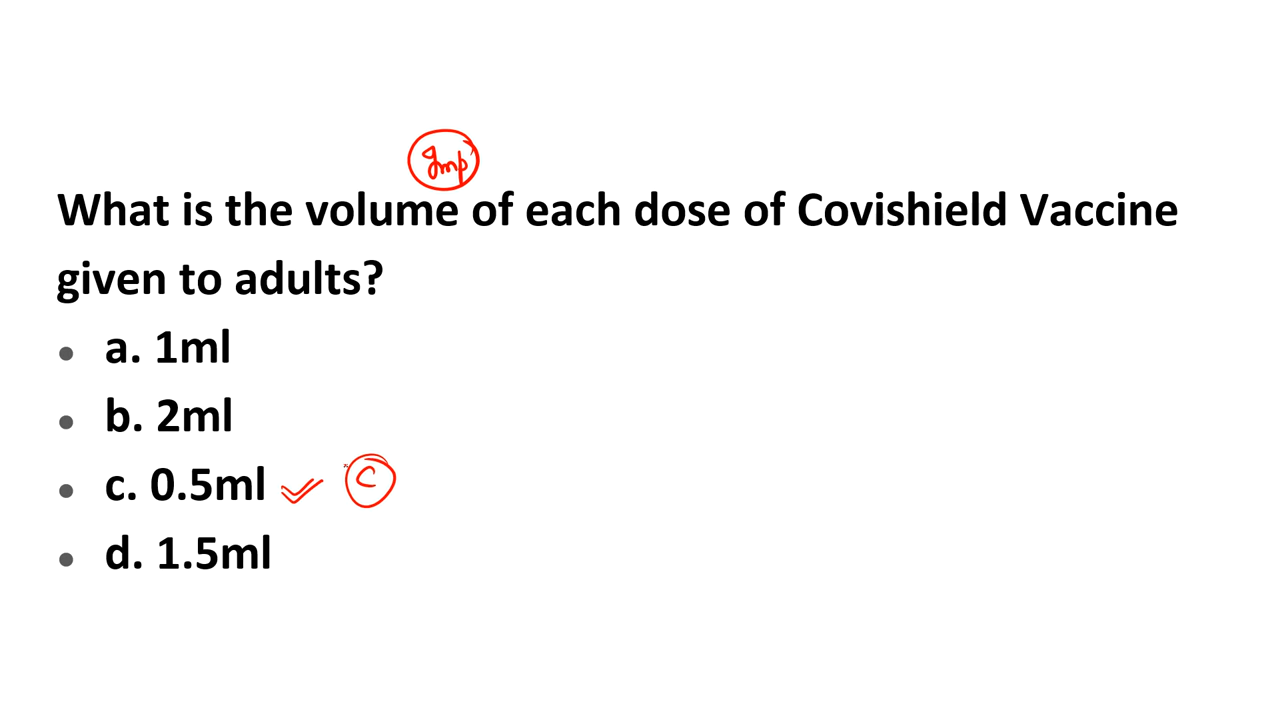 Imp
What is the volume of each dose of Covishield Vaccine
given to adults?
• a. 1ml
• b. 2ml
• c. 0.5ml ✓ C
• d. 1.5ml